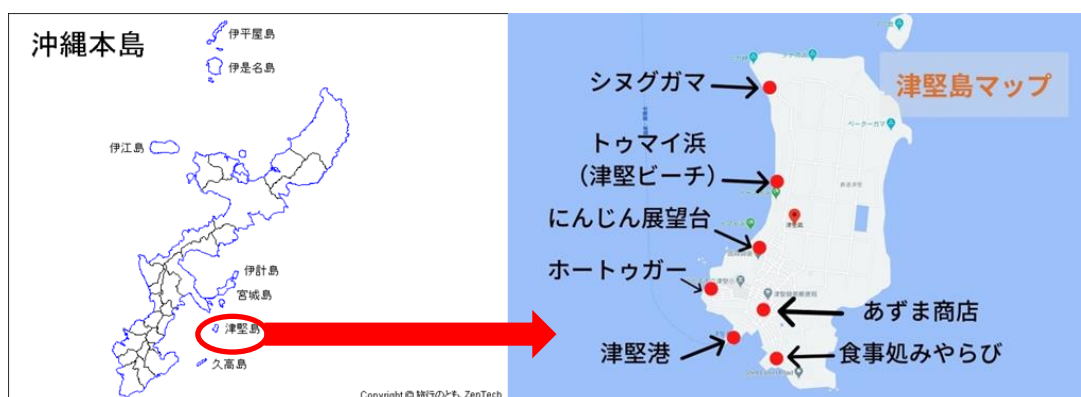 沖縄本島
伊平屋島
伊是名島
伊江島
伊計島
宮城島
津堅島
久高島
Copyright © 旅行のとも、ZenTech
津堅島マップ
シヌグガマ
トゥマイ浜
(津堅ビーチ)
にんじん展望台
ホートゥガー
津堅港
あずま商店
食事処みやらび
津堅島